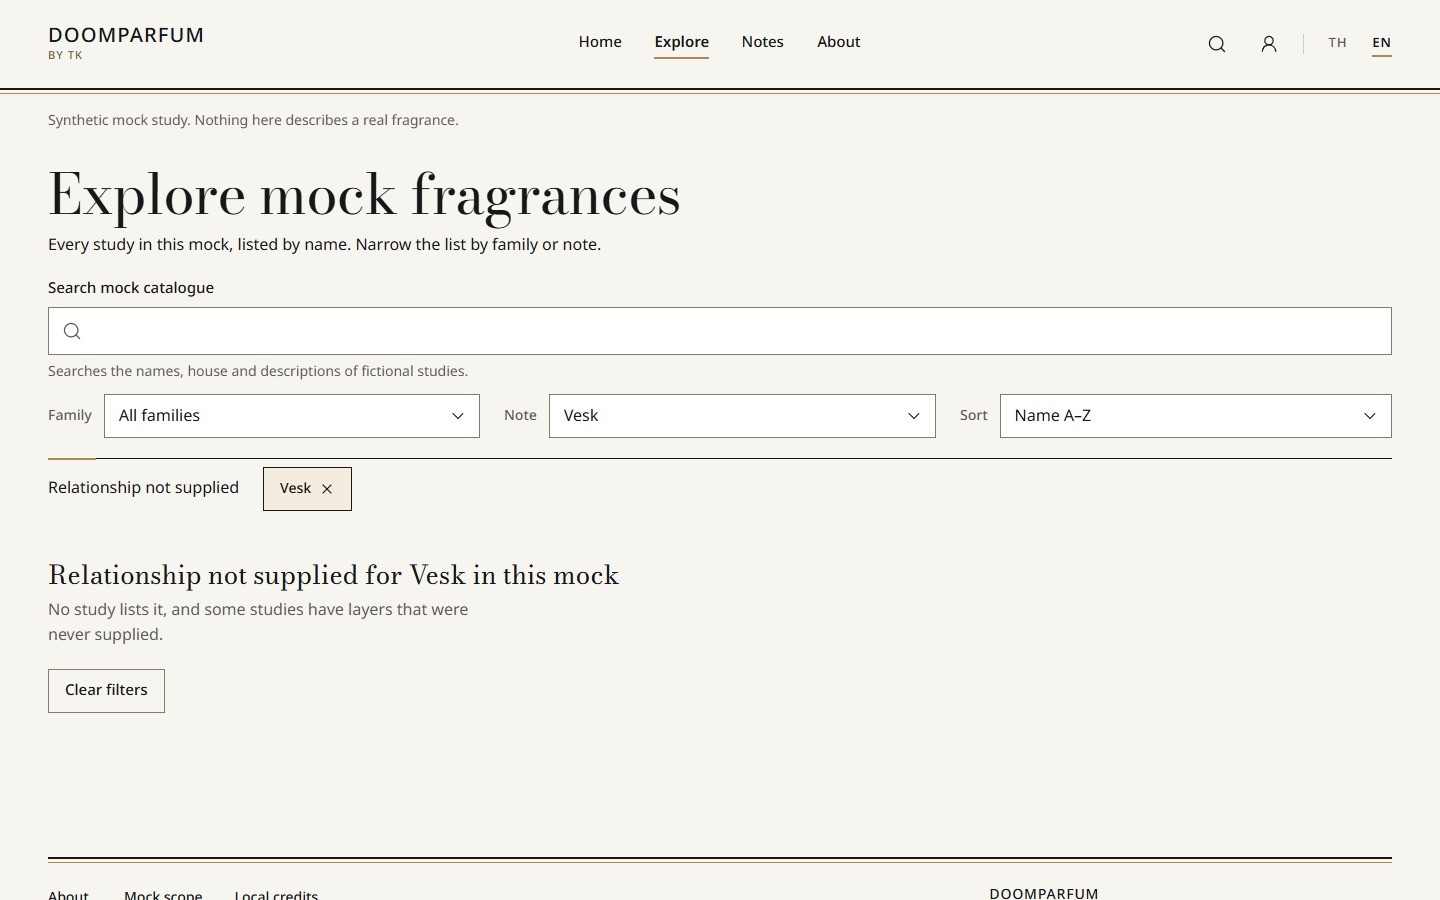 DOOMPARFUM
BY TK
Home Explore Notes About
TH EN
Synthetic mock study. Nothing here describes a real fragrance.
Explore mock fragrances
Every study in this mock, listed by name. Narrow the list by family or note.
Search mock catalogue
Searches the names, house and descriptions of fictional studies.
Family All families Note Vesk Sort Name A–Z
Relationship not supplied Vesk
Relationship not supplied for Vesk in this mock
No study lists it, and some studies have layers that were
never supplied.
Clear filters
About Mock scope Local credits DOOMPARFUM